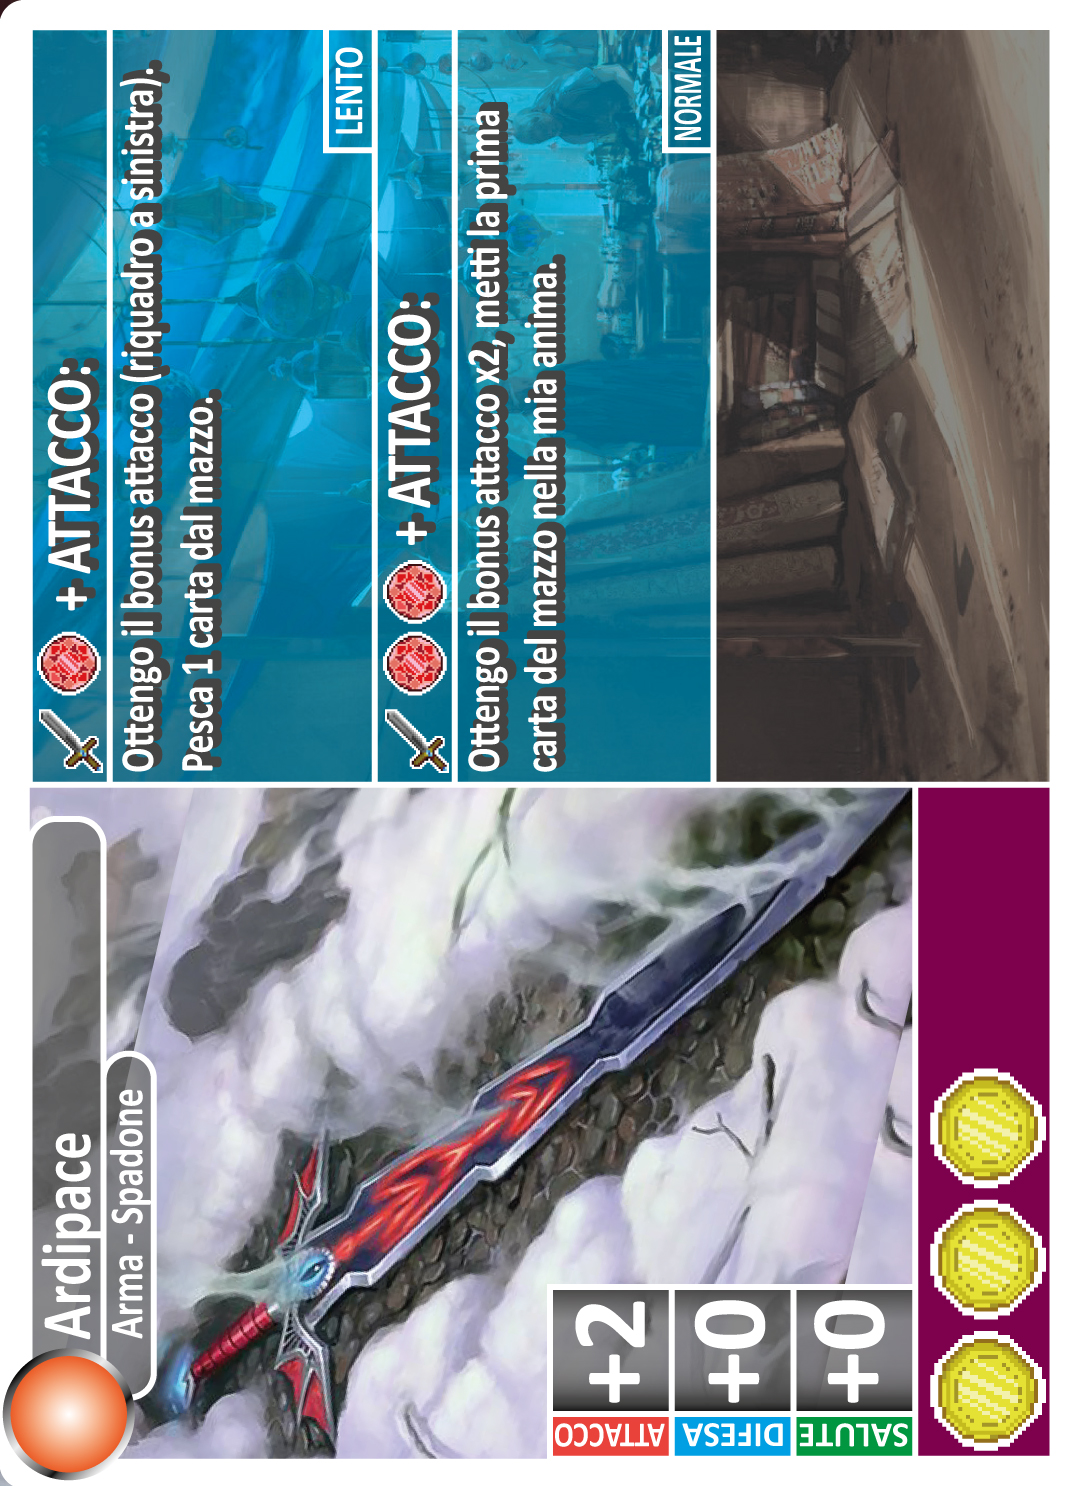 Ardipace
Arma - Spadone
+2
ATTACCO
+0
DIFESA
+0
SALUTE
+ ATTACCO:
Ottengo il bonus attacco (riquadro a sinistra).
Pesca 1 carta dal mazzo.
LENTO
+ ATTACCO:
Ottengo il bonus attacco x2, metti la prima
carta del mazzo nella mia anima.
NORMALE